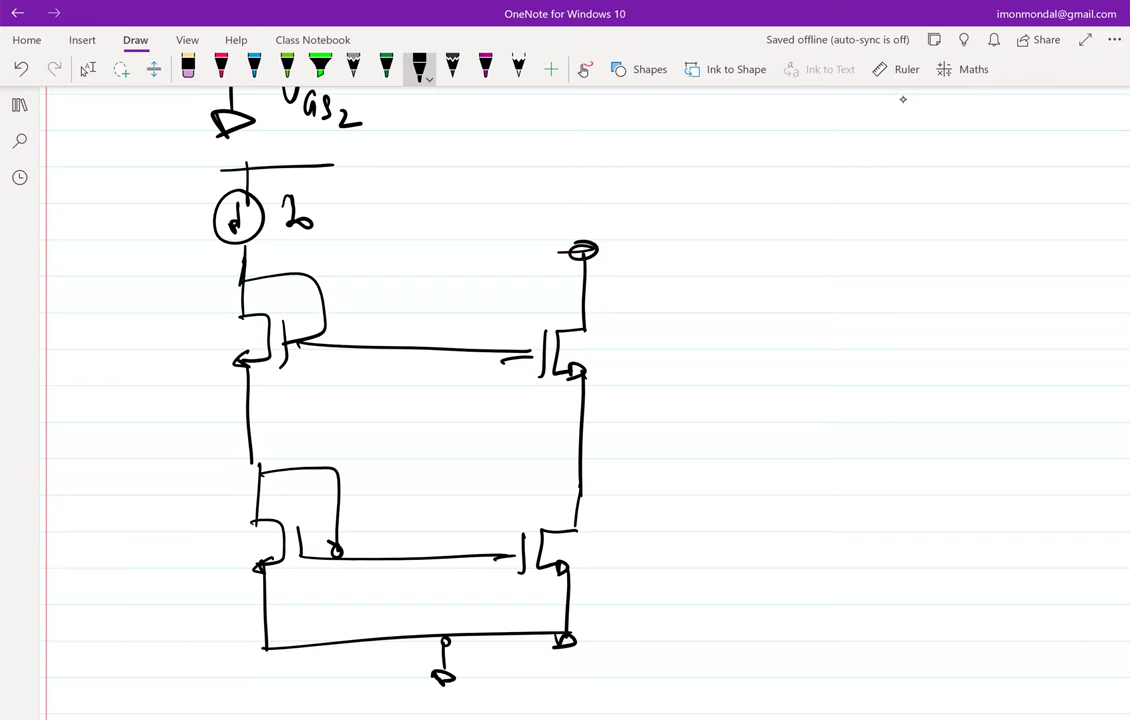 OneNote for Windows 10
imonmondal@gmail.com
Home Insert Draw View Help Class Notebook
Saved offline (auto-sync is off) Share
Shapes Ink to Shape Ink to Text Ruler Maths
V GS2
I0